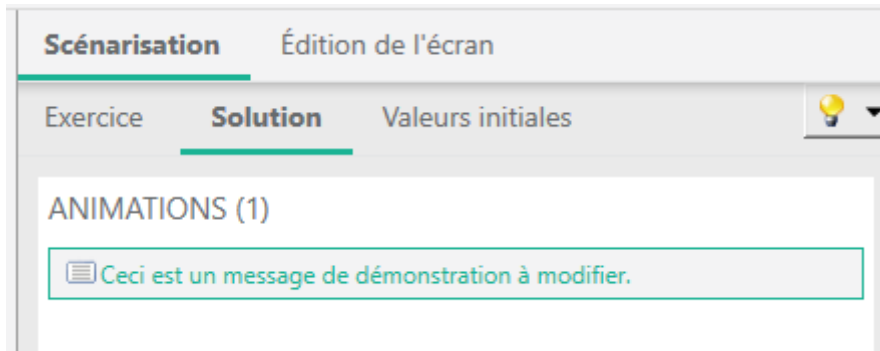 Scénarisation Édition de l'écran
Exercice Solution Valeurs initiales
ANIMATIONS (1)
Ceci est un message de démonstration à modifier.